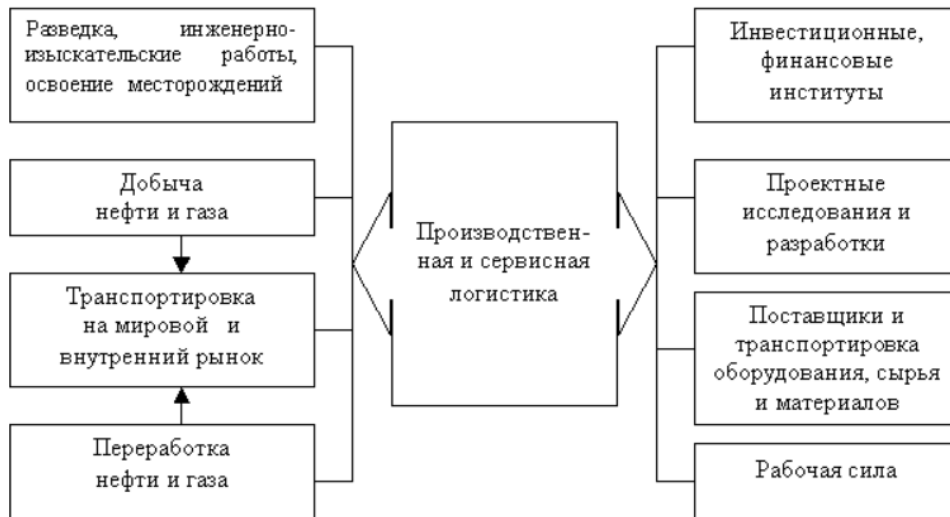 Разведка, инженерно-
изыскательские работы,
освоение месторождений
Добыча
нефти и газа
Транспортировка
на мировой и
внутренний рынок
Переработка
нефти и газа
Производствен-
ная и сервисная
логистика
Инвестиционные,
финансовые
институты
Проектные
исследования и
разработки
Поставщики и
транспортировка
оборудования, сырья
и материалов
Рабочая сила